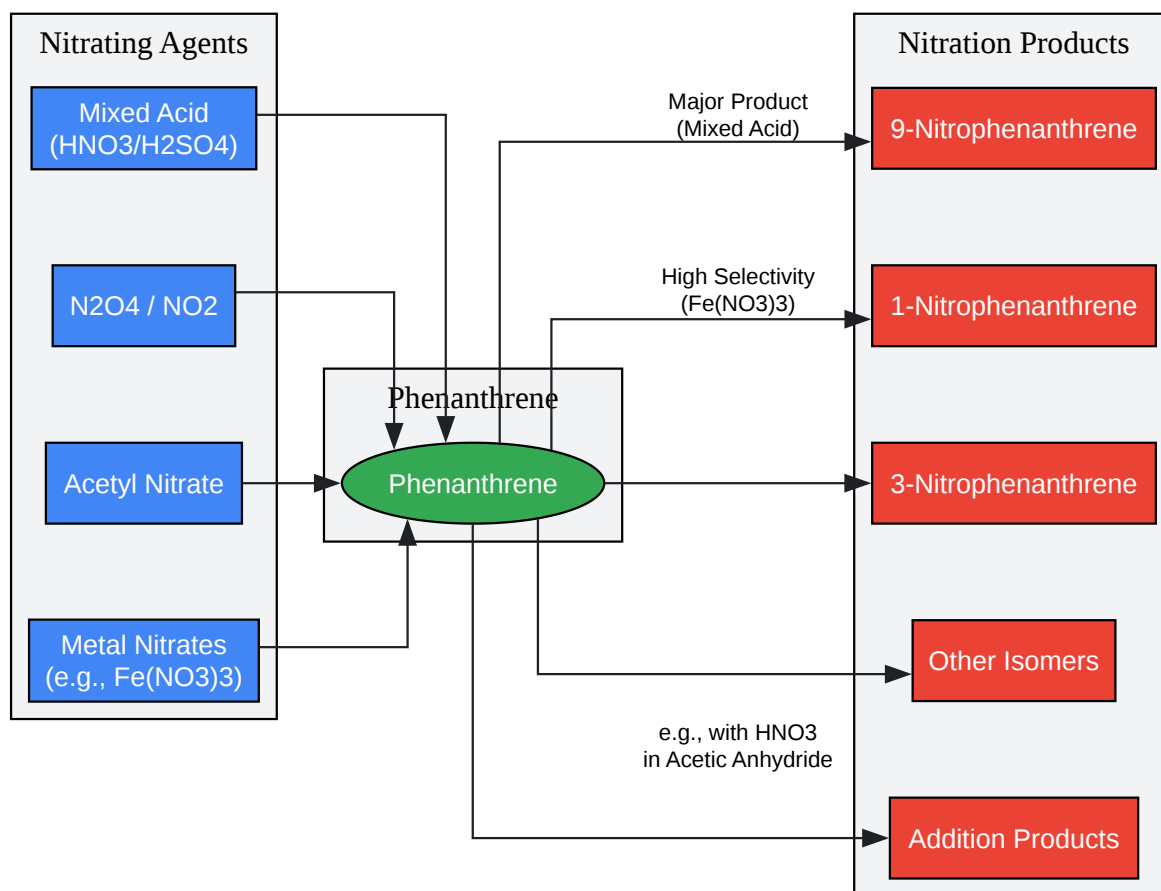 Nitrating Agents
Mixed Acid
(HNO3/H2SO4)
N2O4 / NO2
Acetyl Nitrate
Metal Nitrates
(e.g., Fe(NO3)3)
Phenanthrene
Phenanthrene
Major Product
(Mixed Acid)
High Selectivity
(Fe(NO3)3)
e.g., with HNO3
in Acetic Anhydride
Nitration Products
9-Nitrophenanthrene
1-Nitrophenanthrene
3-Nitrophenanthrene
Other Isomers
Addition Products